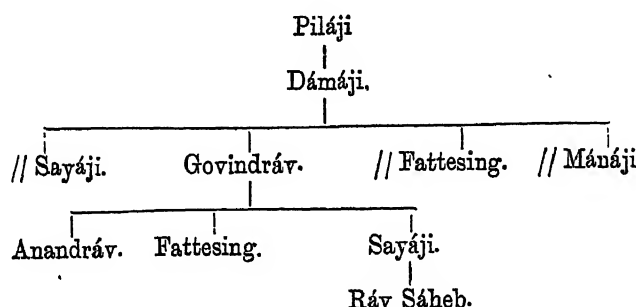 Piláji
Dámáji.
// Sayáji. Govindráv. // Fattesing. // Mánáji
Anandráv. Fattesing. Sayáji.
Ráv Sáheb.